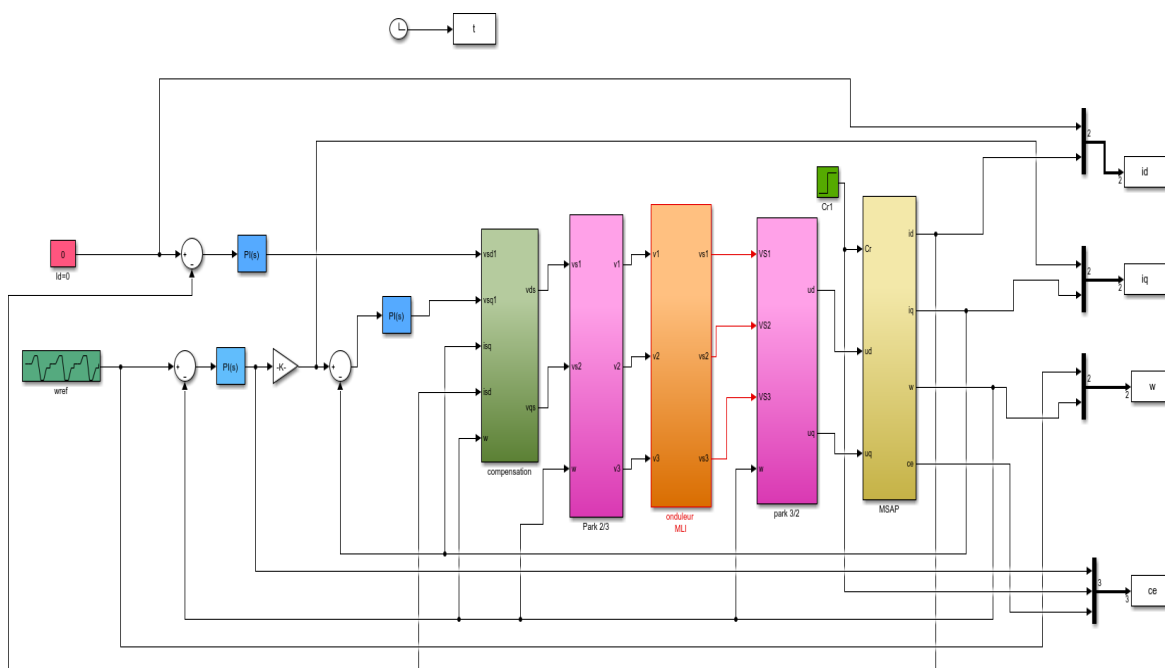 t
2
id
2
Cr1
0
Id=0
+
−
PI(s)
vsd1
vsq1
isq
isd
w
vds
vqs
compensation
vs1
vs2
w
v1
v2
v3
Park 2/3
v1
v2
v3
vs1
vs2
vs3
onduleur
MLI
VS1
VS2
VS3
w
ud
uq
park 3/2
Cr
ud
uq
id
iq
w
ce
MSAP
2
iq
2
PI(s)
wref
+
−
PI(s)
-K-
+
−
2
w
2
3
ce
3